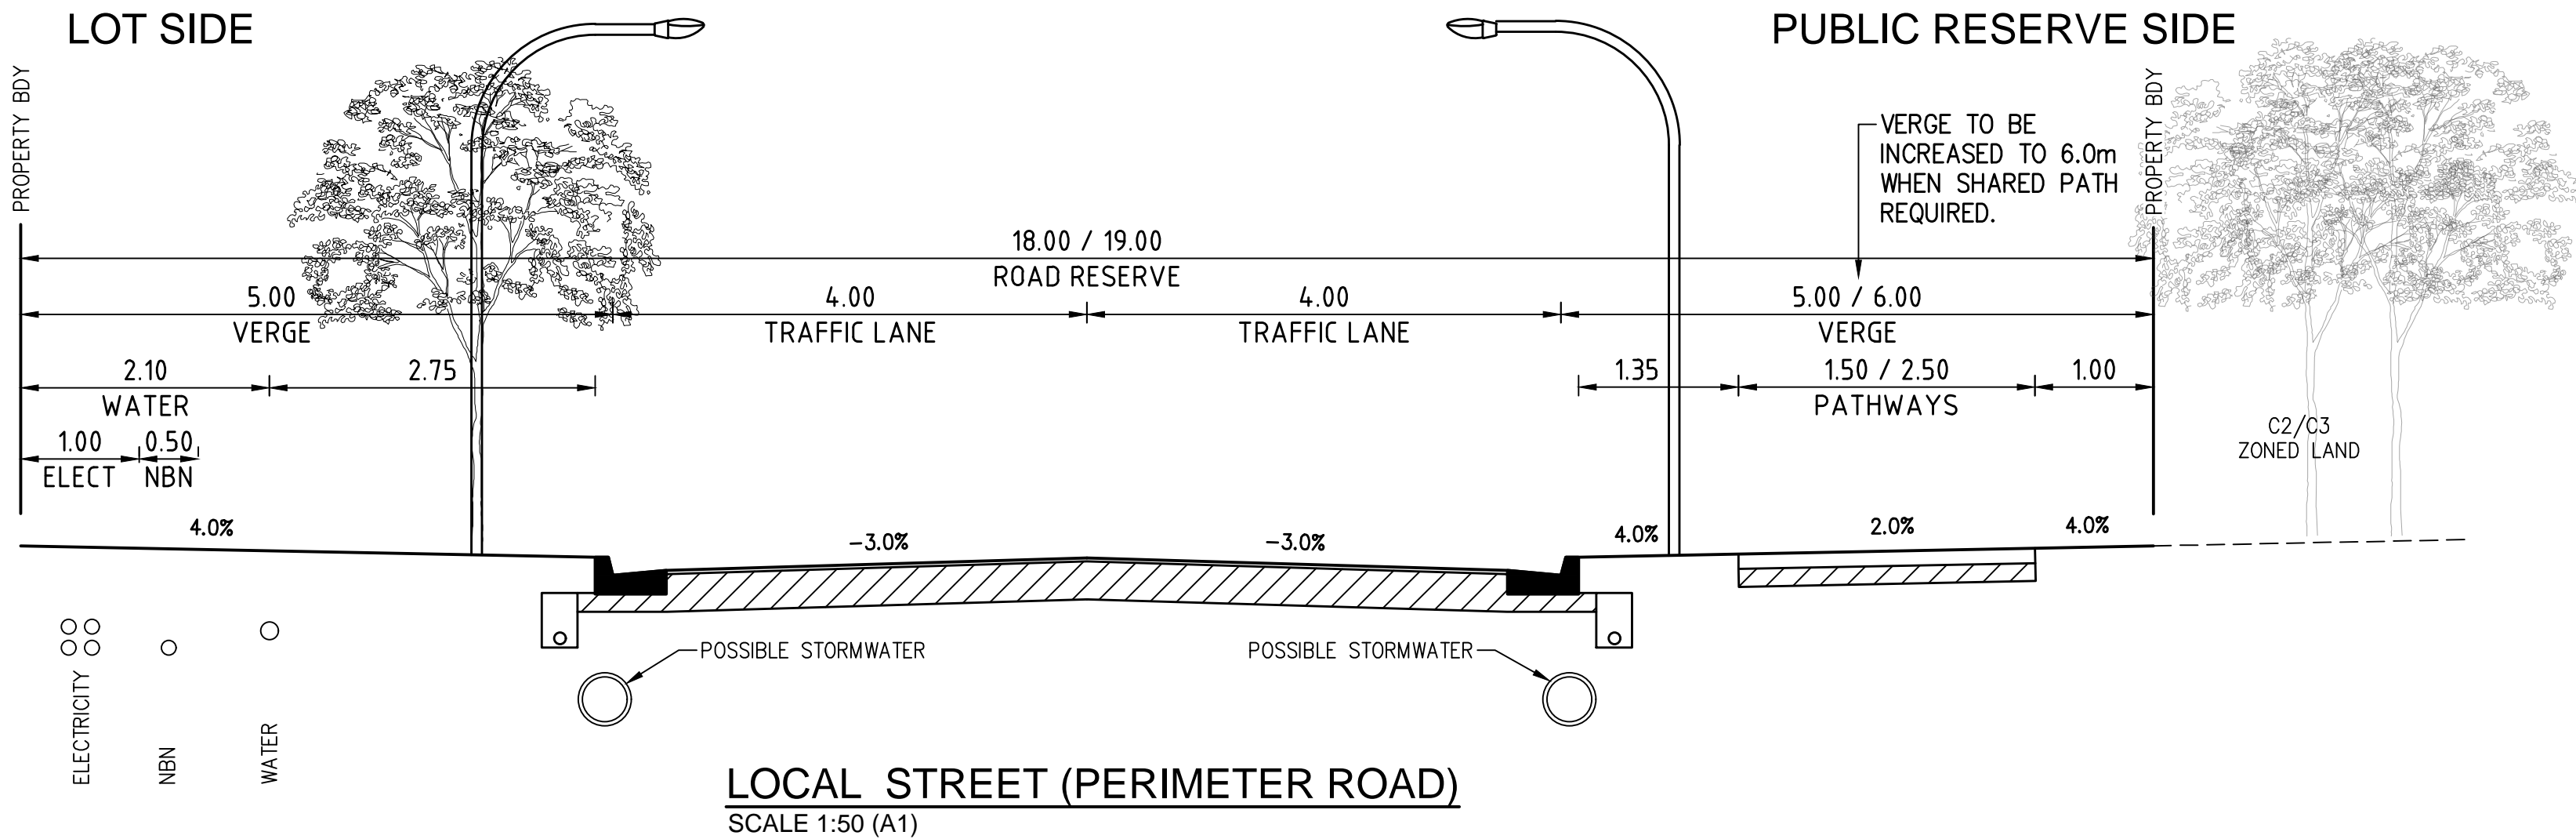 LOT SIDE
PUBLIC RESERVE SIDE
PROPERTY BDY
PROPERTY BDY
VERGE TO BE
INCREASED TO 6.0m
WHEN SHARED PATH
REQUIRED.
18.00 / 19.00
ROAD RESERVE
5.00
VERGE
4.00
TRAFFIC LANE
4.00
TRAFFIC LANE
5.00 / 6.00
VERGE
2.10
WATER
2.75
1.35
1.50 / 2.50
PATHWAYS
1.00
1.00
ELECT
0.50
NBN
C2/C3
ZONED LAND
4.0%
-3.0%
-3.0%
4.0%
2.0%
4.0%
POSSIBLE STORMWATER
POSSIBLE STORMWATER
ELECTRICITY
NBN
WATER
LOCAL STREET (PERIMETER ROAD)
SCALE 1:50 (A1)